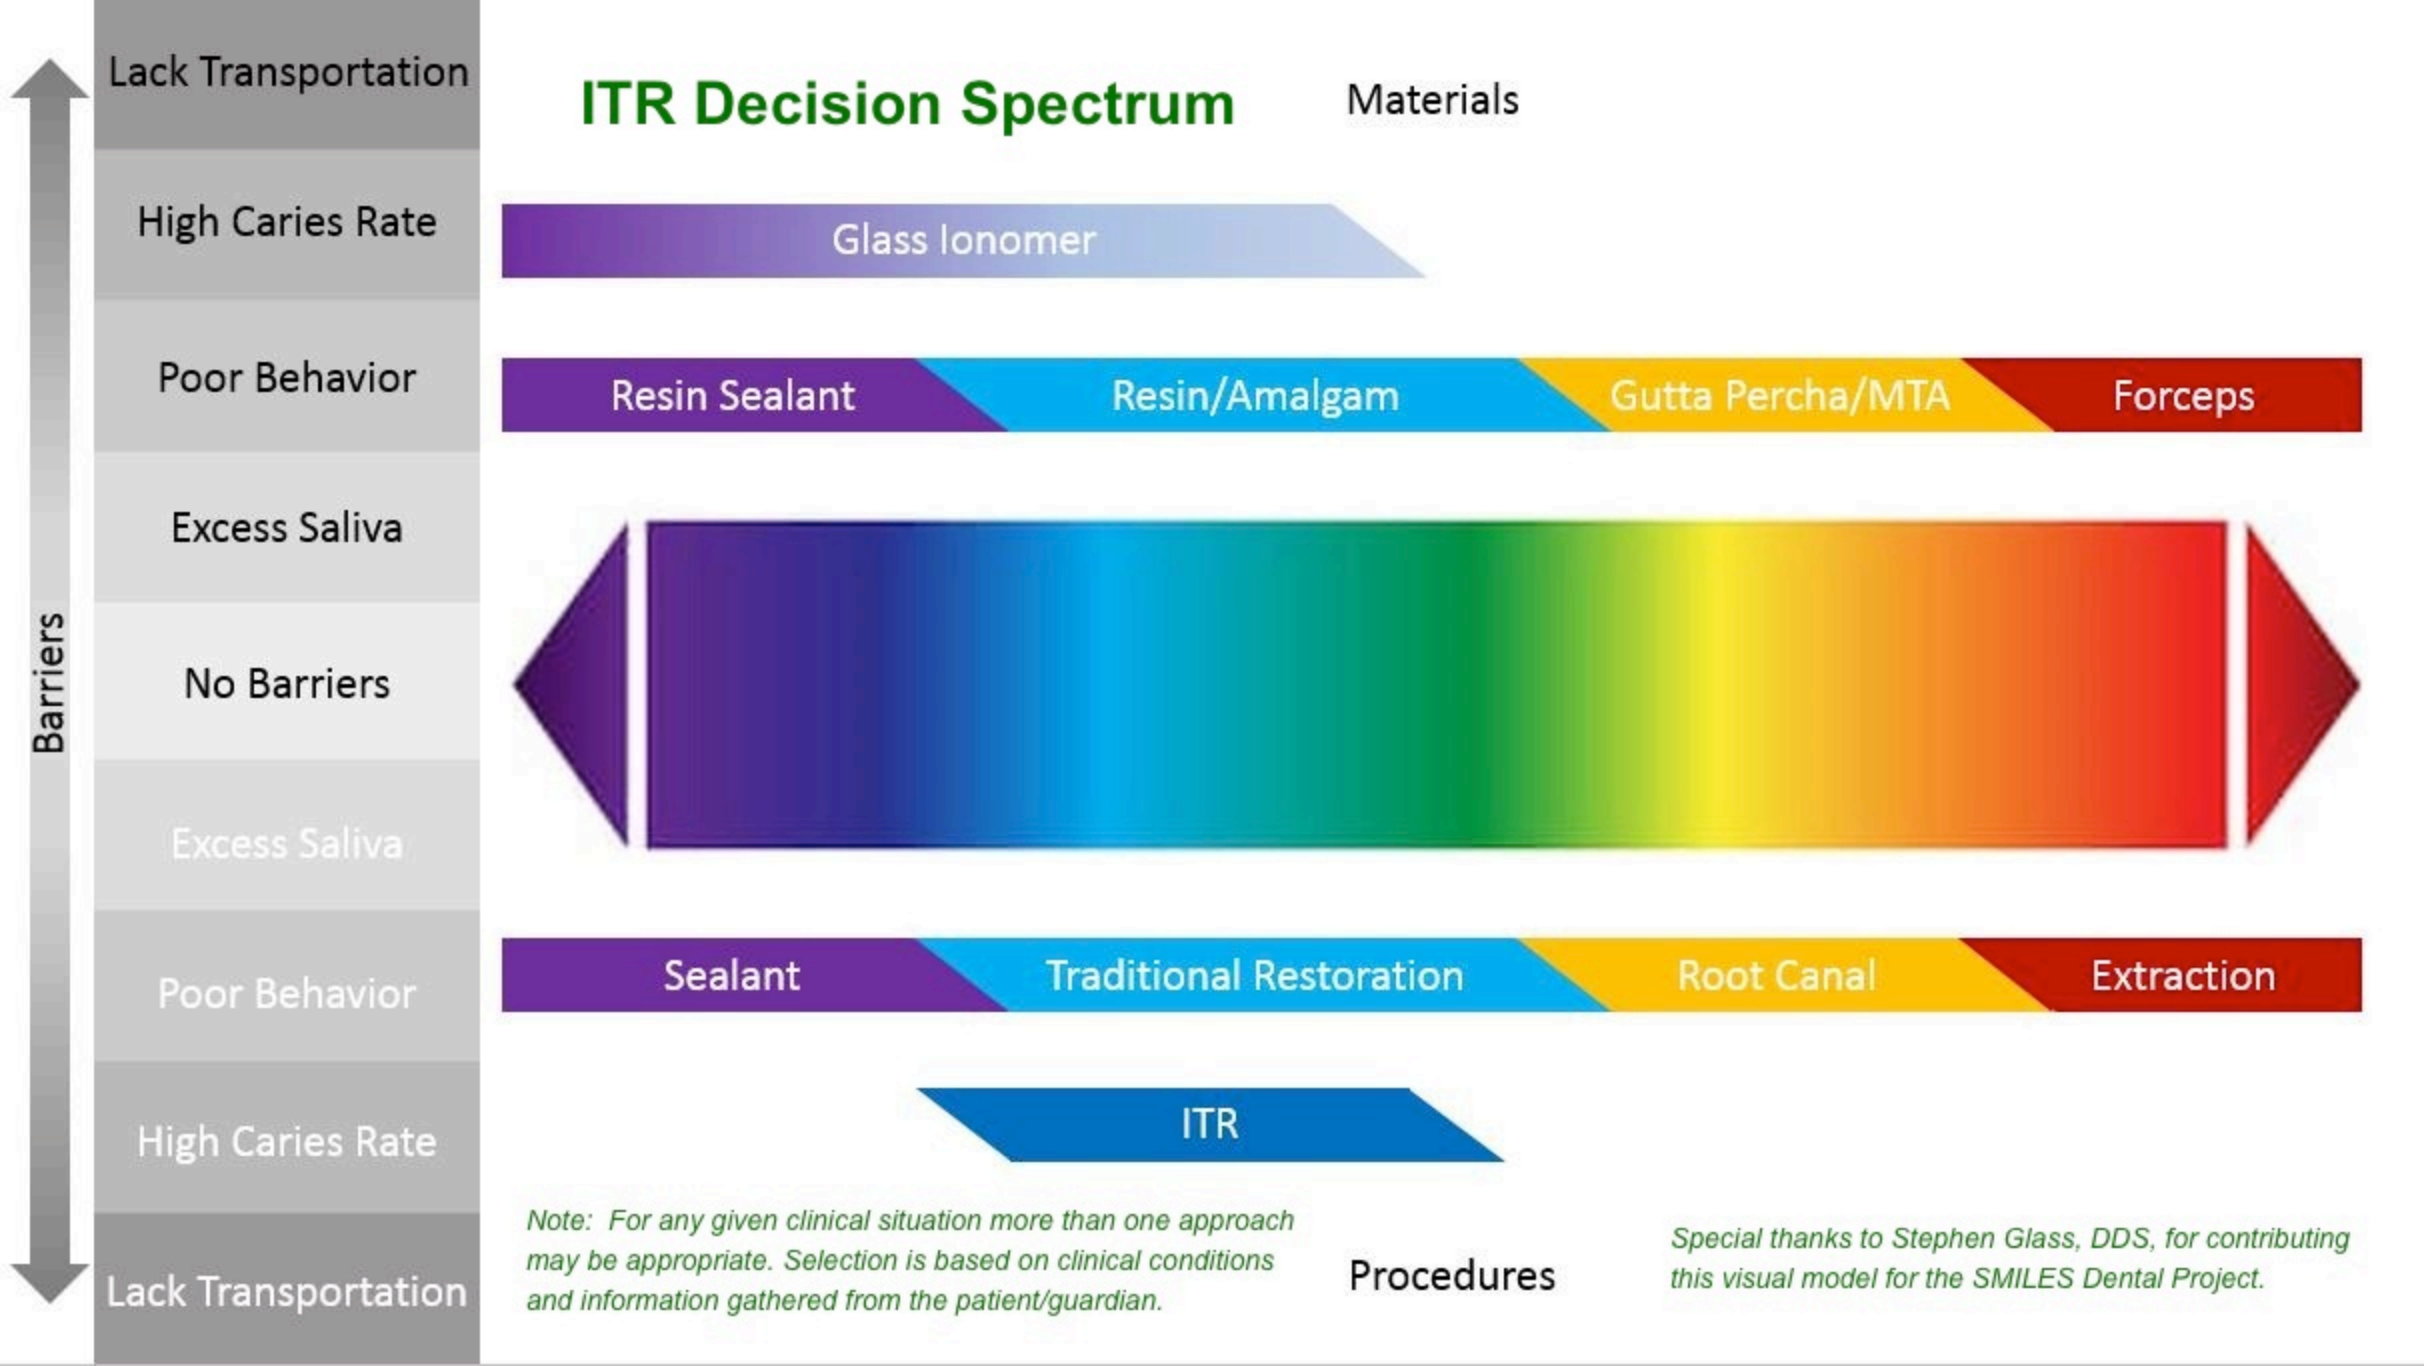 Barriers
Lack Transportation
High Caries Rate
Poor Behavior
Excess Saliva
No Barriers
Excess Saliva
Poor Behavior
High Caries Rate
Lack Transportation
ITR Decision Spectrum
Materials
Glass Ionomer
Resin Sealant
Resin/Amalgam
Gutta Percha/MTA
Forceps
Sealant
Traditional Restoration
Root Canal
Extraction
ITR
Note: For any given clinical situation more than one approach
may be appropriate. Selection is based on clinical conditions
and information gathered from the patient/guardian.
Procedures
Special thanks to Stephen Glass, DDS, for contributing
this visual model for the SMILES Dental Project.